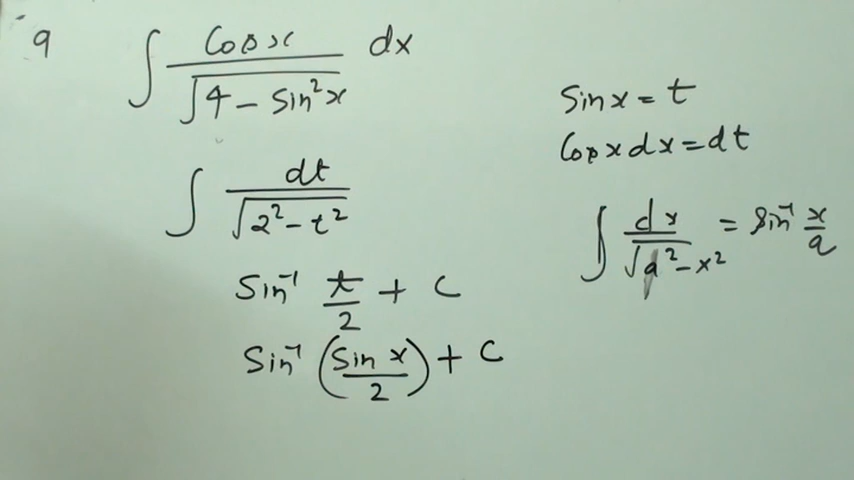 9 ∫ Cos x / √(4 − Sin²x) dx
∫ dt / √(2² − t²)
Sin⁻¹ t/2 + C
Sin⁻¹ (Sin x / 2) + C
Sin x = t
Cos x dx = dt
∫ dx / √(a² − x²) = Sin⁻¹ x/a